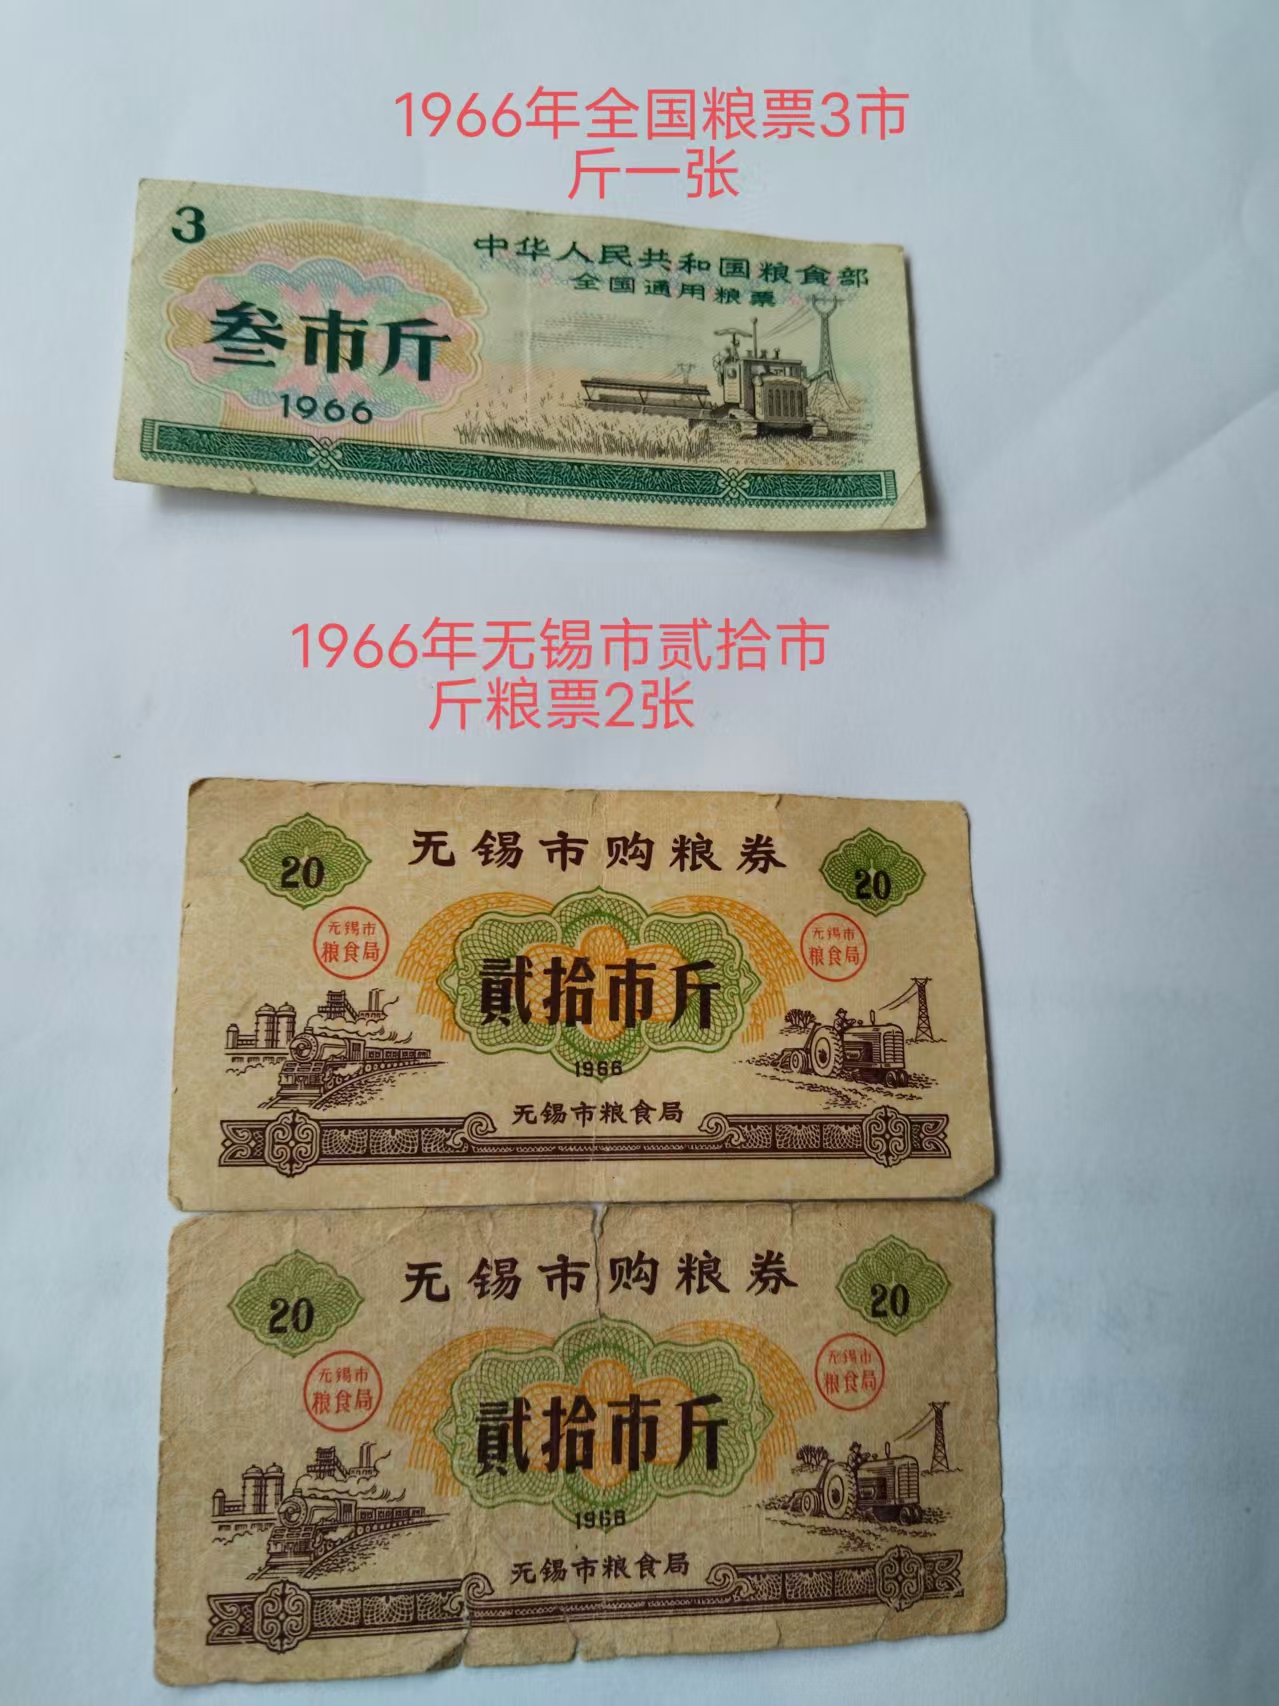 1966年全国粮票3市
斤一张
3
中华人民共和国粮食部
全国通用粮票
叁市斤
1966
1966年无锡市贰拾市
斤粮票2张
无锡市购粮券
20
20
无锡市
粮食局
无锡市
粮食局
贰拾市斤
1966
无锡市粮食局
无锡市购粮券
20
20
无锡市
粮食局
无锡市
粮食局
贰拾市斤
1966
无锡市粮食局